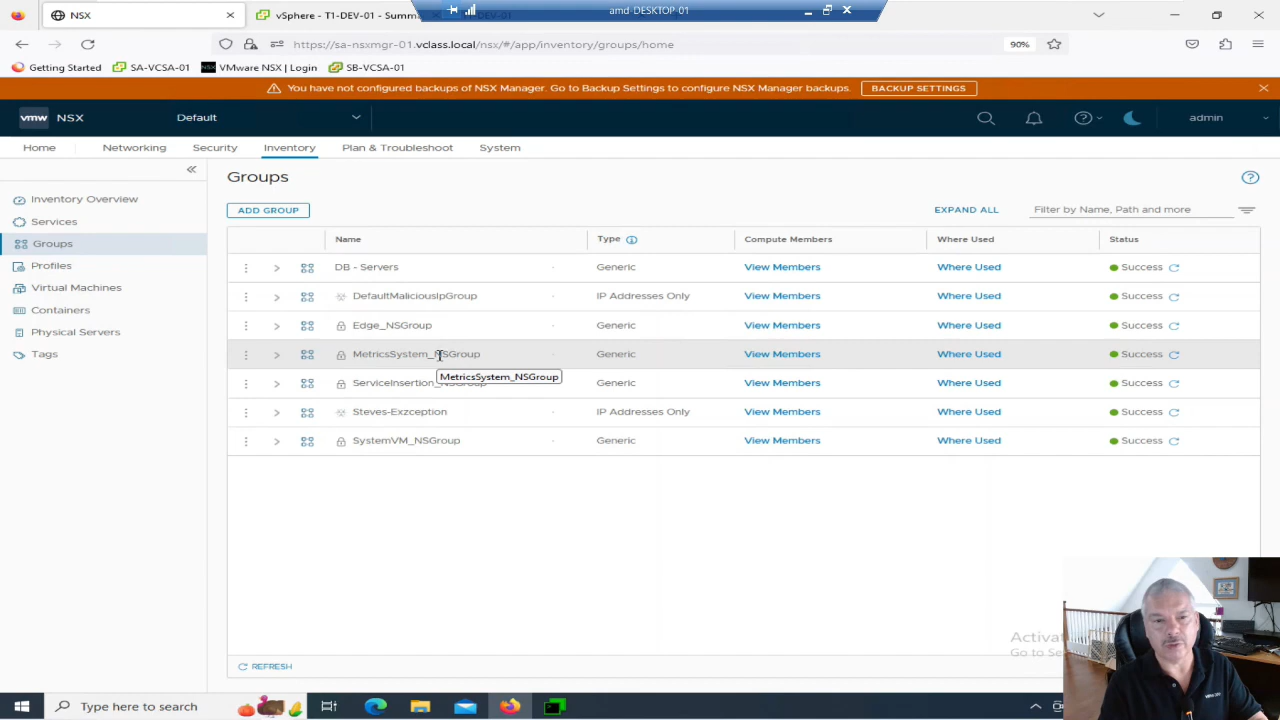 amd-DESKTOP-01
NSX
vSphere - T1-DEV-01 - Summa
https://sa-nsxmgr-01.vclass.local/nsx/#/app/inventory/groups/home
90%
Getting Started
SA-VCSA-01
VMware NSX | Login
SB-VCSA-01
You have not configured backups of NSX Manager. Go to Backup Settings to configure NSX Manager backups.
BACKUP SETTINGS
vmw NSX
Default
admin
Home
Networking
Security
Inventory
Plan & Troubleshoot
System
Inventory Overview
Services
Groups
Profiles
Virtual Machines
Containers
Physical Servers
Tags
Groups
ADD GROUP
EXPAND ALL
Filter by Name, Path and more
Name Type Compute Members Where Used Status
DB - Servers Generic View Members Where Used Success
DefaultMaliciousIpGroup IP Addresses Only View Members Where Used Success
Edge_NSGroup Generic View Members Where Used Success
MetricsSystem_NSGroup Generic View Members Where Used Success
MetricsSystem_NSGroup
ServiceInsertion_NSGroup Generic View Members Where Used Success
Steves-Exzception IP Addresses Only View Members Where Used Success
SystemVM_NSGroup Generic View Members Where Used Success
REFRESH
Activat
Go to Se
Type here to search